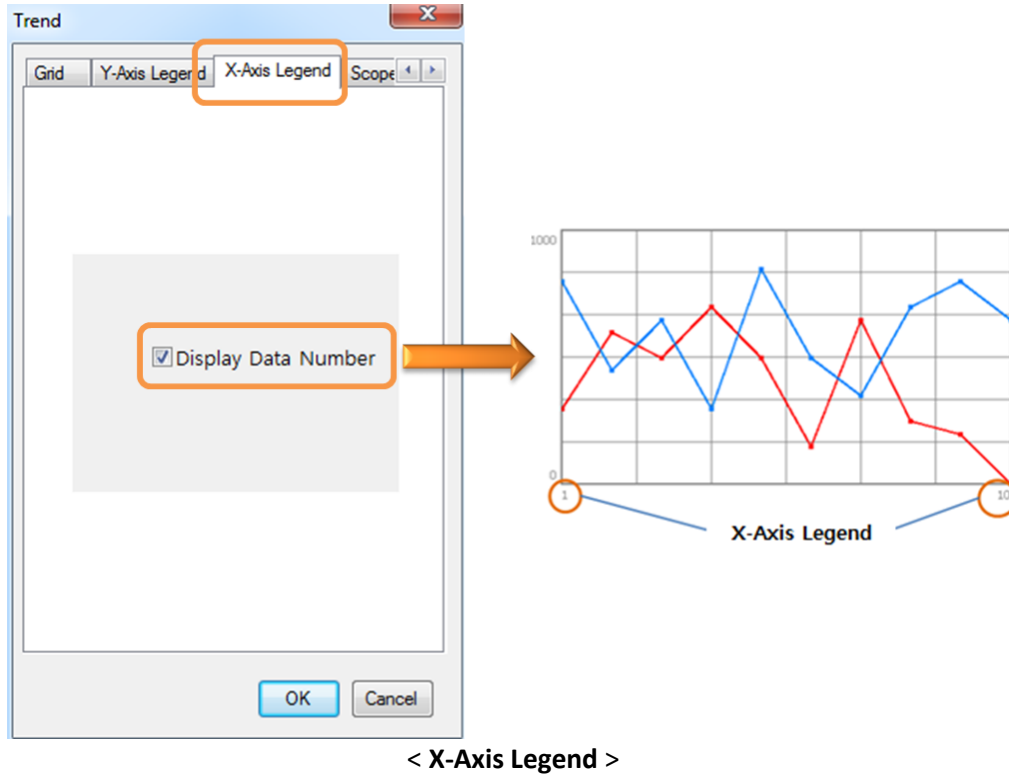 Trend
Grid
Y-Axis Legend
X-Axis Legend
Scope
Display Data Number
1000
0
1
10
X-Axis Legend
OK
Cancel
< X-Axis Legend >